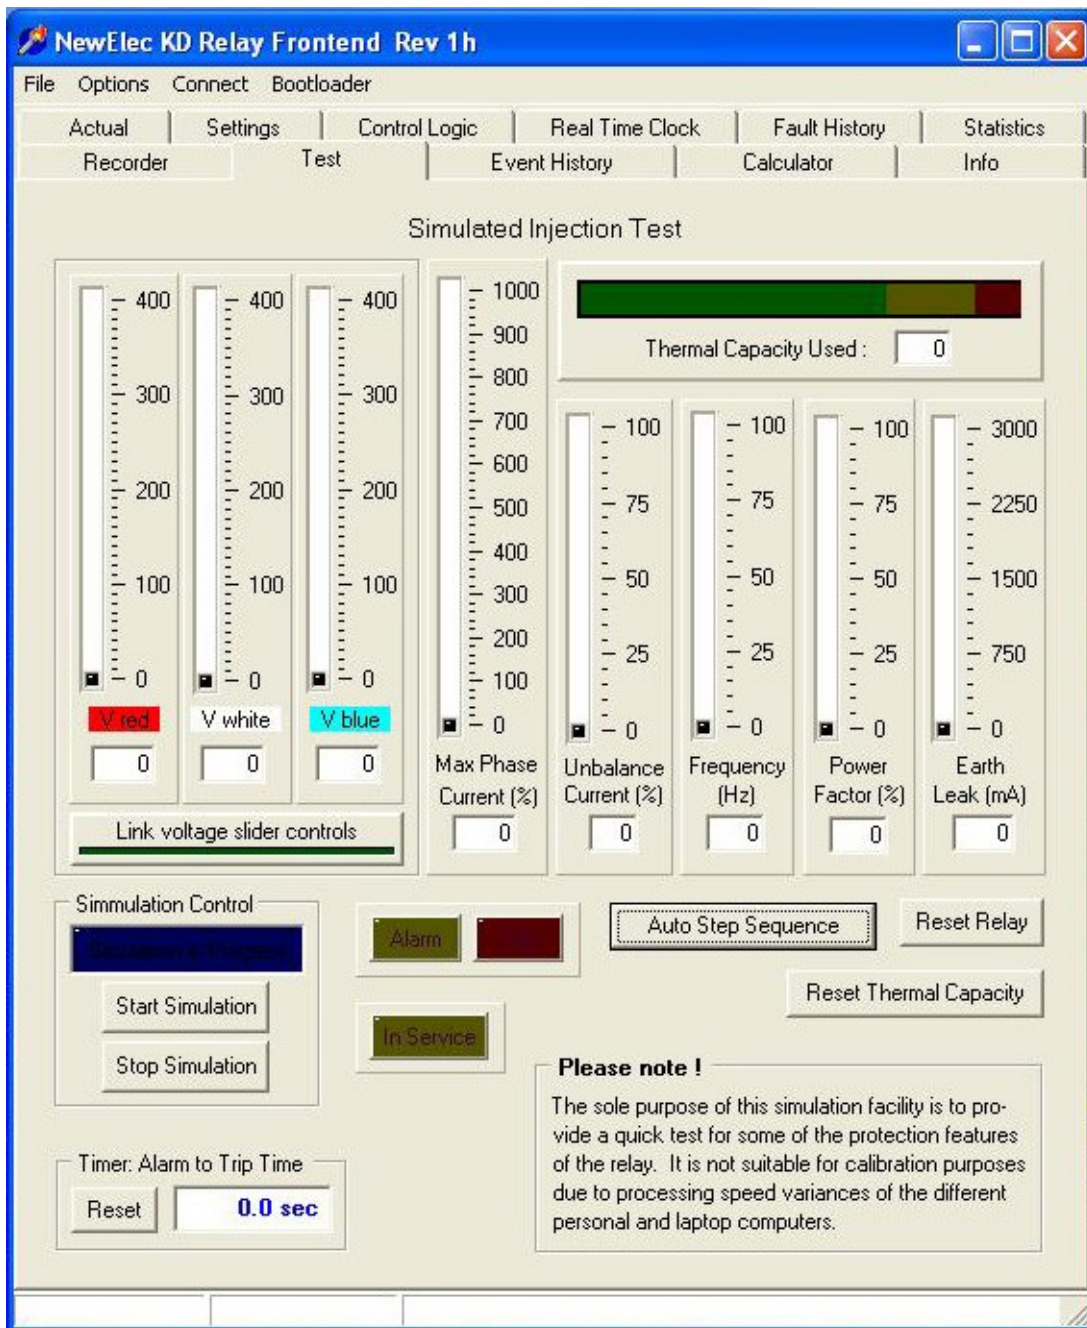 NewElec KD Relay Frontend Rev 1h
File Options Connect Bootloader
Actual Settings Control Logic Real Time Clock Fault History Statistics
Recorder Test Event History Calculator Info
Simulated Injection Test
400
300
200
100
0
V red
0
400
300
200
100
0
V white
0
400
300
200
100
0
V blue
0
Link voltage slider controls
1000
900
800
700
600
500
400
300
200
100
0
Max Phase
Current (%)
0
Thermal Capacity Used :
0
100
75
50
25
0
Unbalance
Current (%)
0
100
75
50
25
0
Frequency
(Hz)
0
100
75
50
25
0
Power
Factor (%)
0
3000
2250
1500
750
0
Earth
Leak (mA)
0
Simmulation Control
Start Simulation
Stop Simulation
Alarm
In Service
Auto Step Sequence
Reset Relay
Reset Thermal Capacity
Timer: Alarm to Trip Time
Reset
0.0 sec
Please note !
The sole purpose of this simulation facility is to pro-
vide a quick test for some of the protection features
of the relay. It is not suitable for calibration purposes
due to processing speed variances of the different
personal and laptop computers.